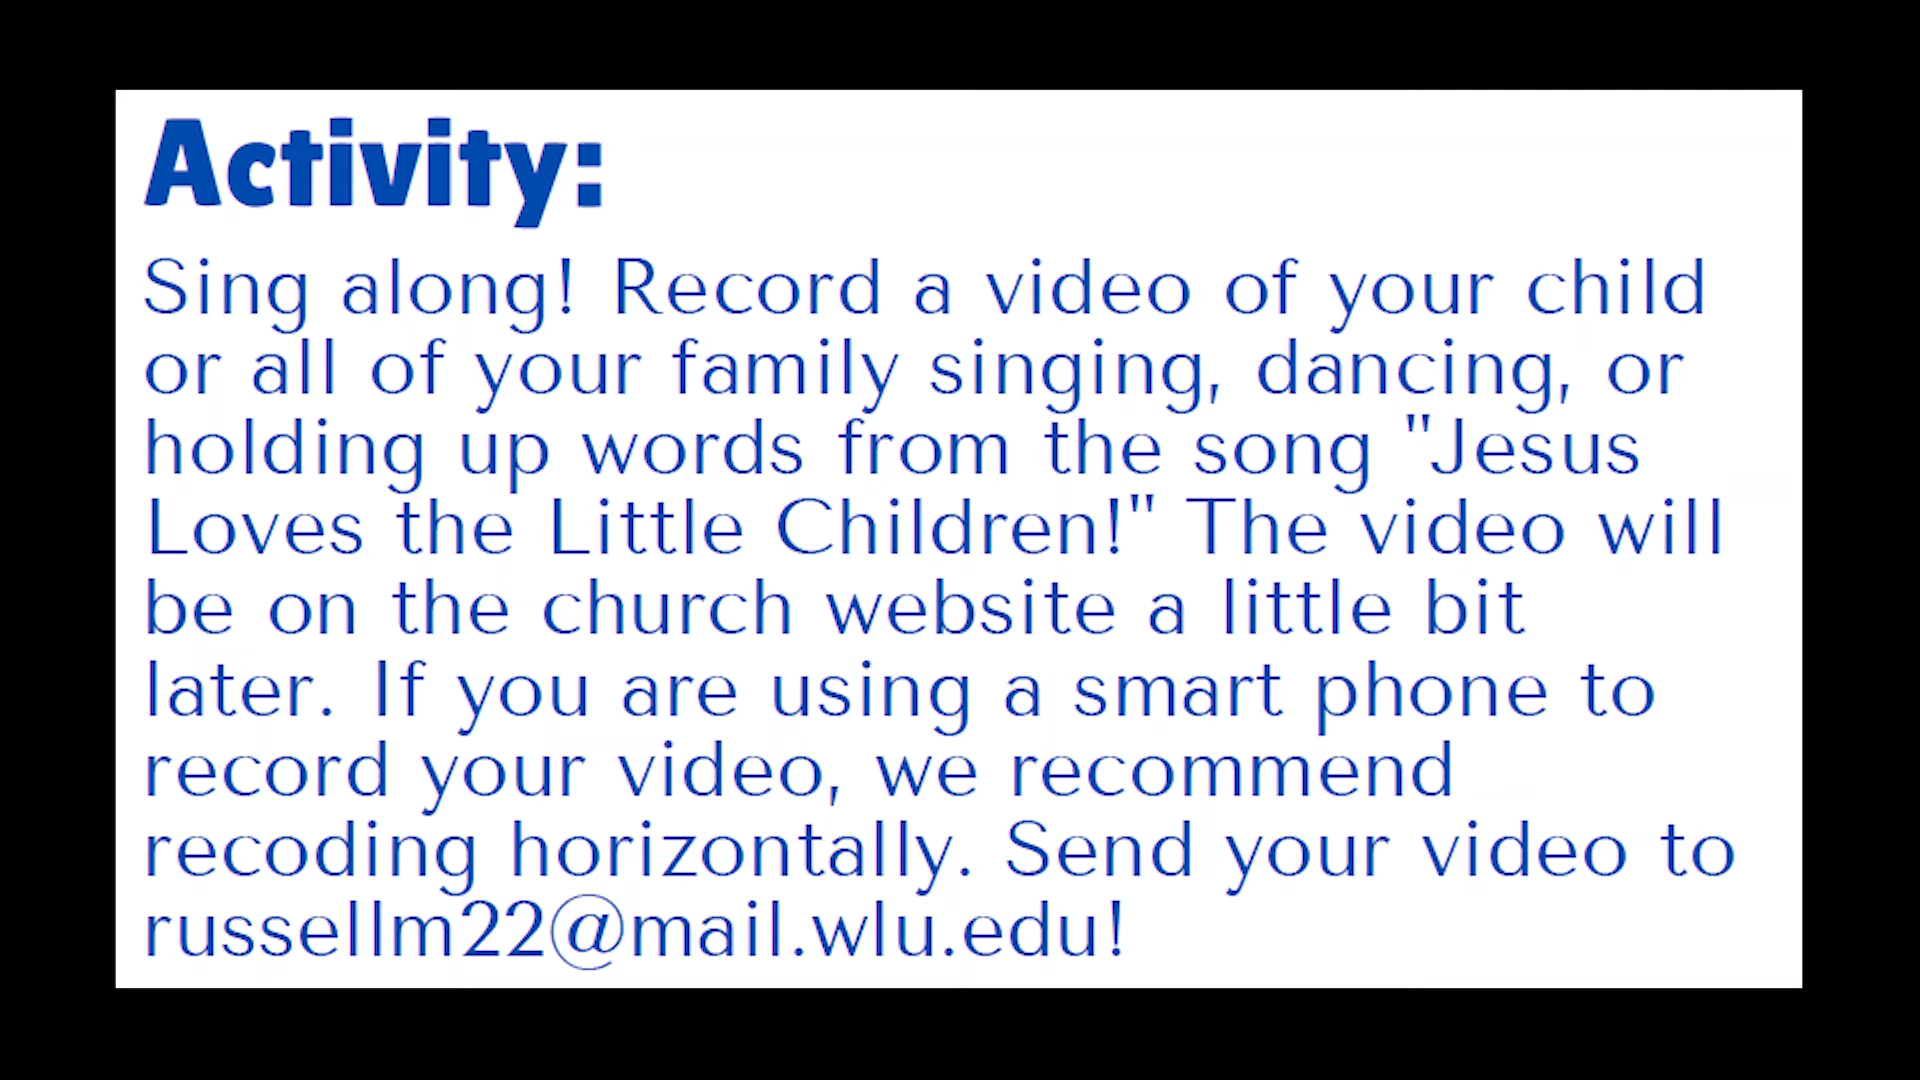 Activity:
Sing along! Record a video of your child
or all of your family singing, dancing, or
holding up words from the song "Jesus
Loves the Little Children!" The video will
be on the church website a little bit
later. If you are using a smart phone to
record your video, we recommend
recoding horizontally. Send your video to
russellm22@mail.wlu.edu!